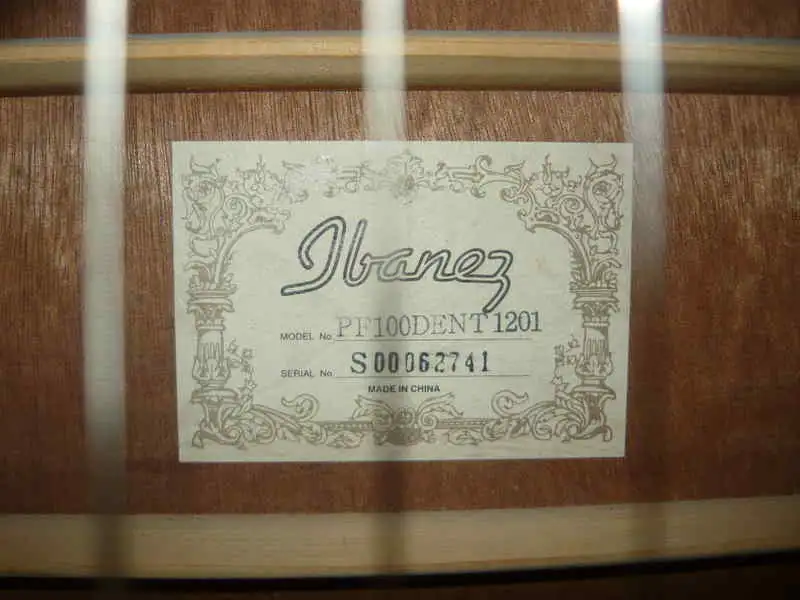 Ibanez
MODEL No PF100DENT 1201
SERIAL No. S00062741
MADE IN CHINA